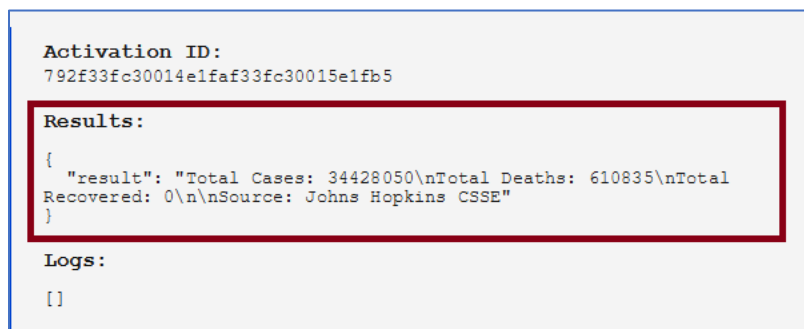 Activation ID:
792f33fc30014e1faf33fc30015e1fb5
Results:
{
"result": "Total Cases: 34428050\nTotal Deaths: 610835\nTotal
Recovered: 0\n\nSource: Johns Hopkins CSSE"
}
Logs:
[]